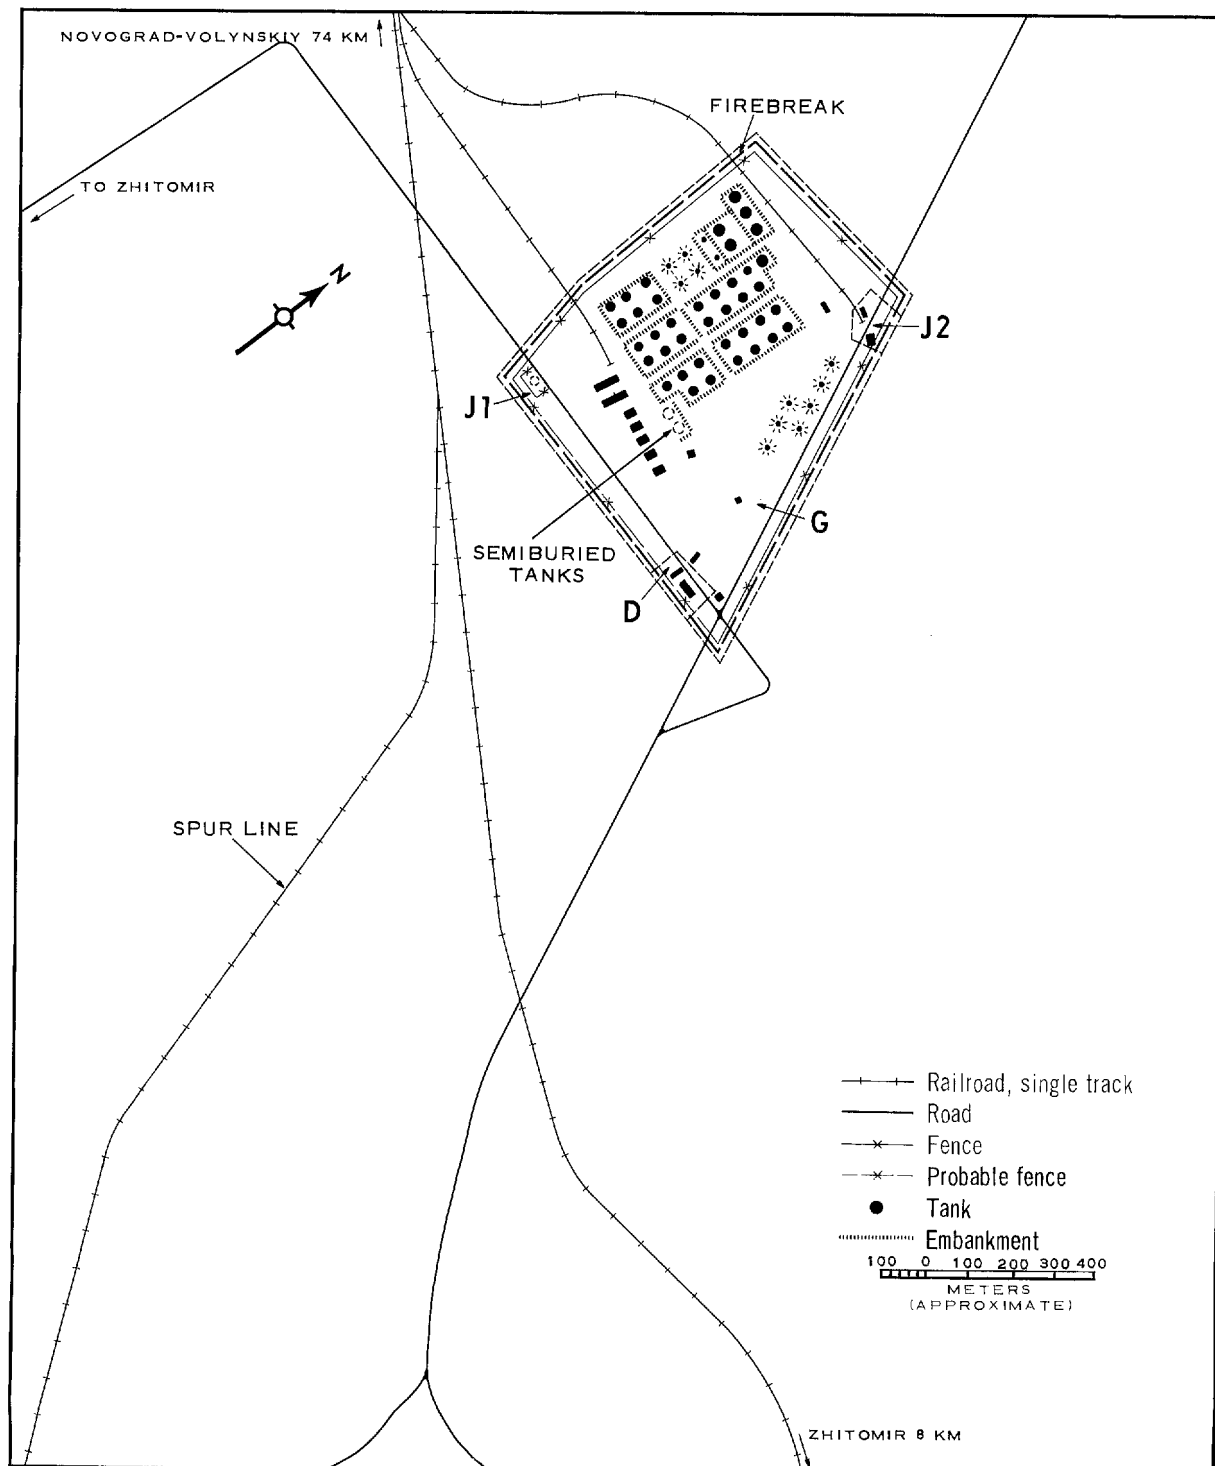 NOVOGRAD-VOLYNSKIY 74 KM
FIREBREAK
TO ZHITOMIR
N
J2
J1
G
SEMIBURIED
TANKS
D
SPUR LINE
Railroad, single track
Road
Fence
Probable fence
Tank
Embankment
100 0 100 200 300 400
METERS
(APPROXIMATE)
ZHITOMIR 8 KM